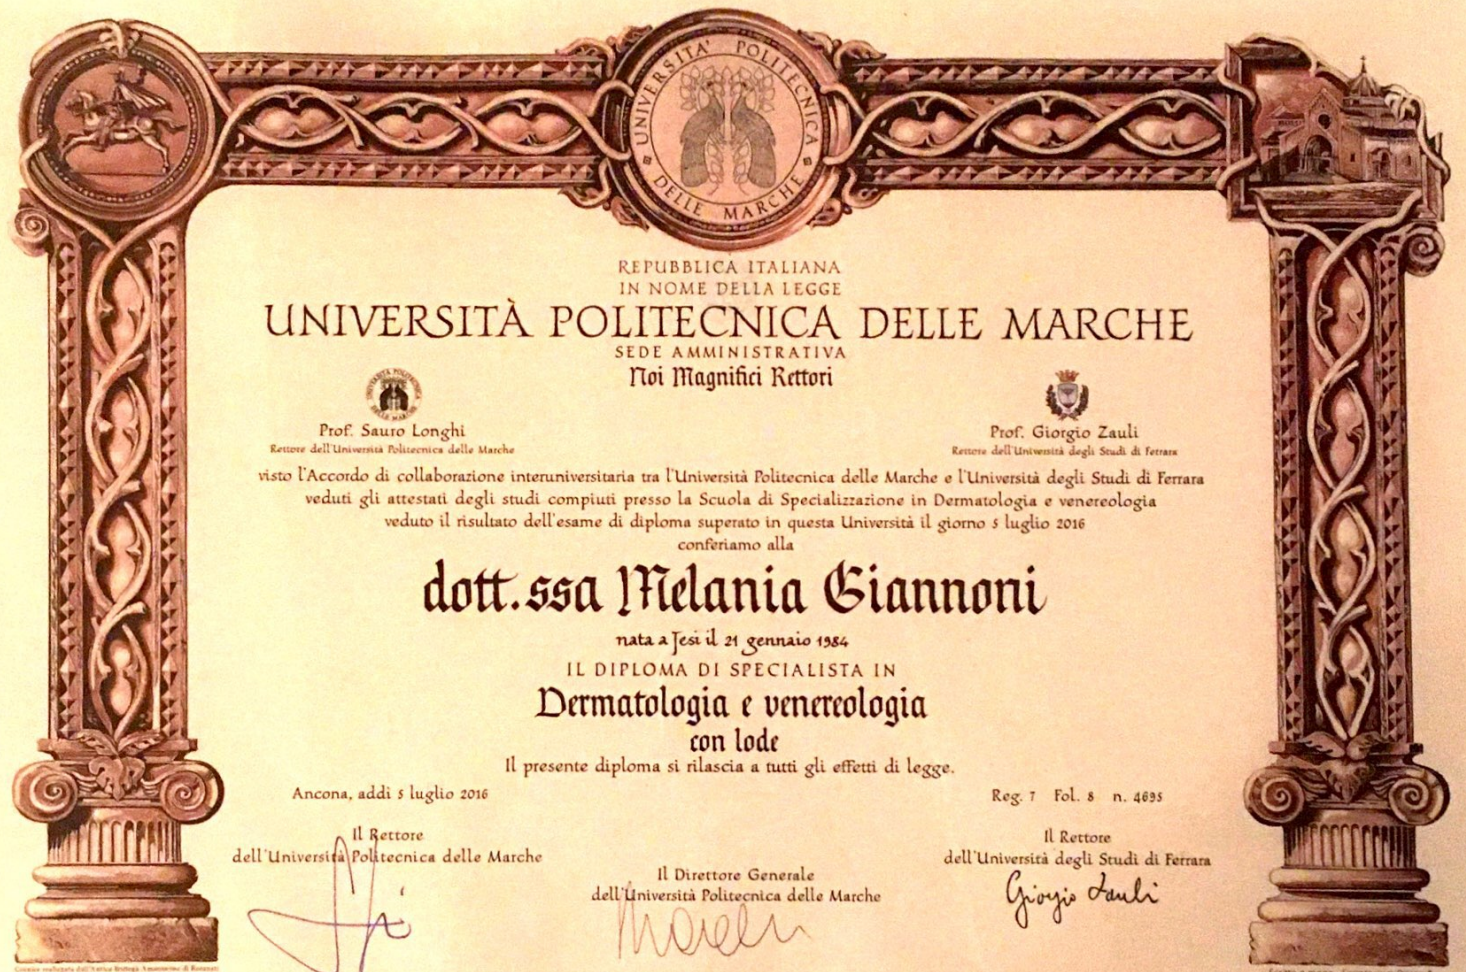 UNIVERSITA' POLITECNICA
DELLE MARCHE
REPUBBLICA ITALIANA
IN NOME DELLA LEGGE
UNIVERSITÀ POLITECNICA DELLE MARCHE
SEDE AMMINISTRATIVA
Noi Magnifici Rettori
Prof. Sauro Longhi
Rettore dell'Università Politecnica delle Marche
Prof. Giorgio Zauli
Rettore dell'Università degli Studi di Ferrara
visto l'Accordo di collaborazione interuniversitaria tra l'Università Politecnica delle Marche e l'Università degli Studi di Ferrara
veduti gli attestati degli studi compiuti presso la Scuola di Specializzazione in Dermatologia e venereologia
veduto il risultato dell'esame di diploma superato in questa Università il giorno 5 luglio 2016
conferiamo alla
dott.ssa Melania Giannoni
nata a Jesi il 21 gennaio 1984
IL DIPLOMA DI SPECIALISTA IN
Dermatologia e venereologia
con lode
Il presente diploma si rilascia a tutti gli effetti di legge.
Ancona, addì 5 luglio 2016
Reg. 7 Fol. 8 n. 4695
Il Rettore
dell'Università Politecnica delle Marche
Il Direttore Generale
dell'Università Politecnica delle Marche
Il Rettore
dell'Università degli Studi di Ferrara
Giorgio Zauli